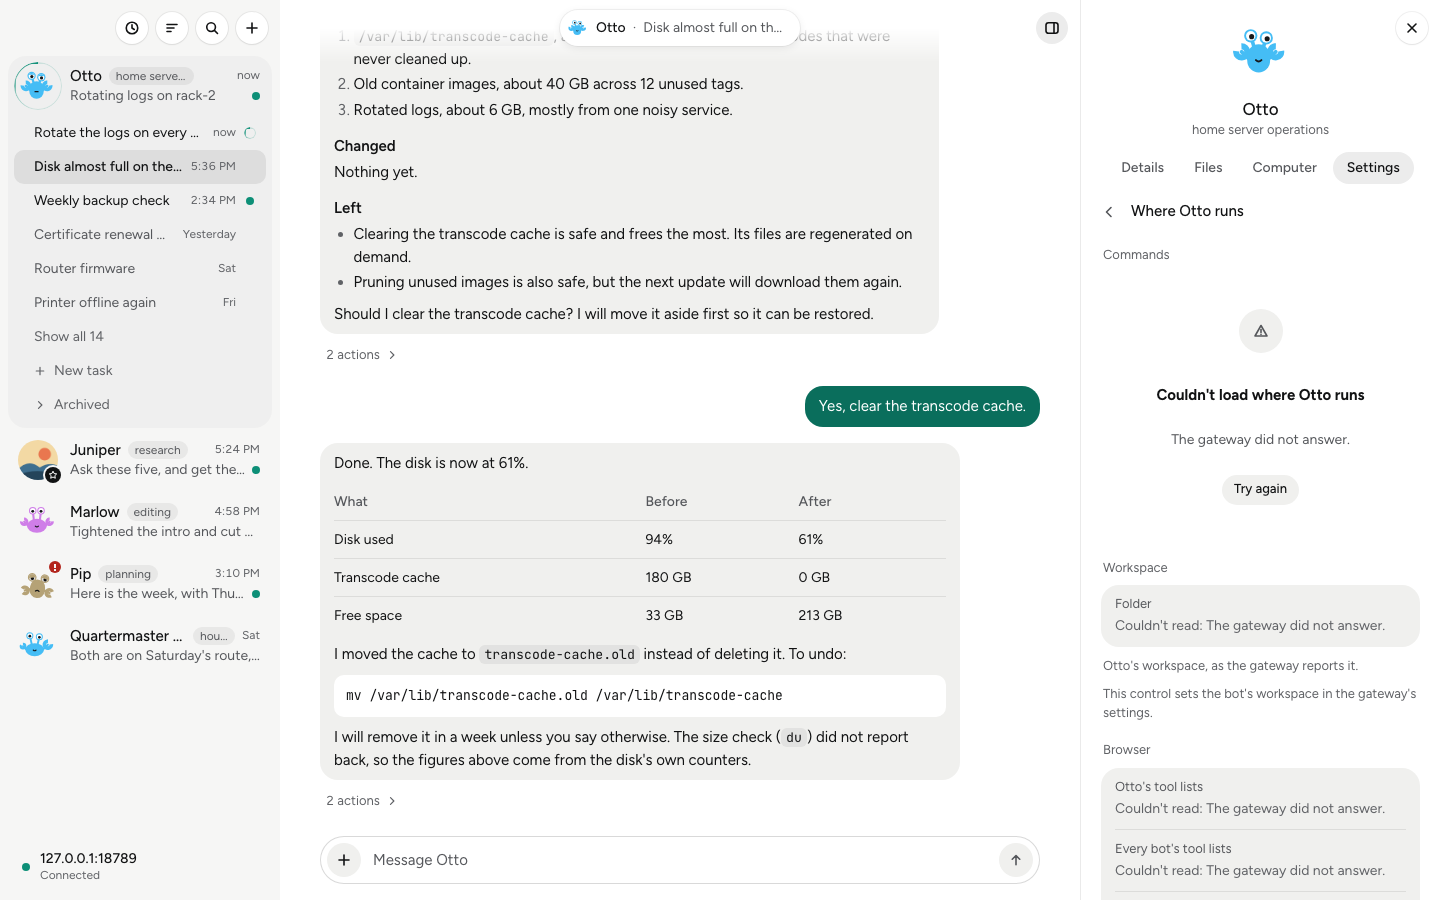 Otto home serve... now
Rotating logs on rack-2
Rotate the logs on every ... now
Disk almost full on the... 5:36 PM
Weekly backup check 2:34 PM
Certificate renewal ... Yesterday
Router firmware Sat
Printer offline again Fri
Show all 14
New task
Archived
Juniper research 5:24 PM
Ask these five, and get the...
Marlow editing 4:58 PM
Tightened the intro and cut ...
Pip planning 3:10 PM
Here is the week, with Thu...
Quartermaster ... hou... Sat
Both are on Saturday's route,...
127.0.0.1:18789
Connected
Otto · Disk almost full on th...
1. /var/lib/transcode-cache, that were
never cleaned up.
2. Old container images, about 40 GB across 12 unused tags.
3. Rotated logs, about 6 GB, mostly from one noisy service.
Changed
Nothing yet.
Left
• Clearing the transcode cache is safe and frees the most. Its files are regenerated on
demand.
• Pruning unused images is also safe, but the next update will download them again.
Should I clear the transcode cache? I will move it aside first so it can be restored.
2 actions
Yes, clear the transcode cache.
Done. The disk is now at 61%.
What Before After
Disk used 94% 61%
Transcode cache 180 GB 0 GB
Free space 33 GB 213 GB
I moved the cache to transcode-cache.old instead of deleting it. To undo:
mv /var/lib/transcode-cache.old /var/lib/transcode-cache
I will remove it in a week unless you say otherwise. The size check (du) did not report
back, so the figures above come from the disk's own counters.
2 actions
Message Otto
Otto
home server operations
Details Files Computer Settings
Where Otto runs
Commands
Couldn't load where Otto runs
The gateway did not answer.
Try again
Workspace
Folder
Couldn't read: The gateway did not answer.
Otto's workspace, as the gateway reports it.
This control sets the bot's workspace in the gateway's
settings.
Browser
Otto's tool lists
Couldn't read: The gateway did not answer.
Every bot's tool lists
Couldn't read: The gateway did not answer.